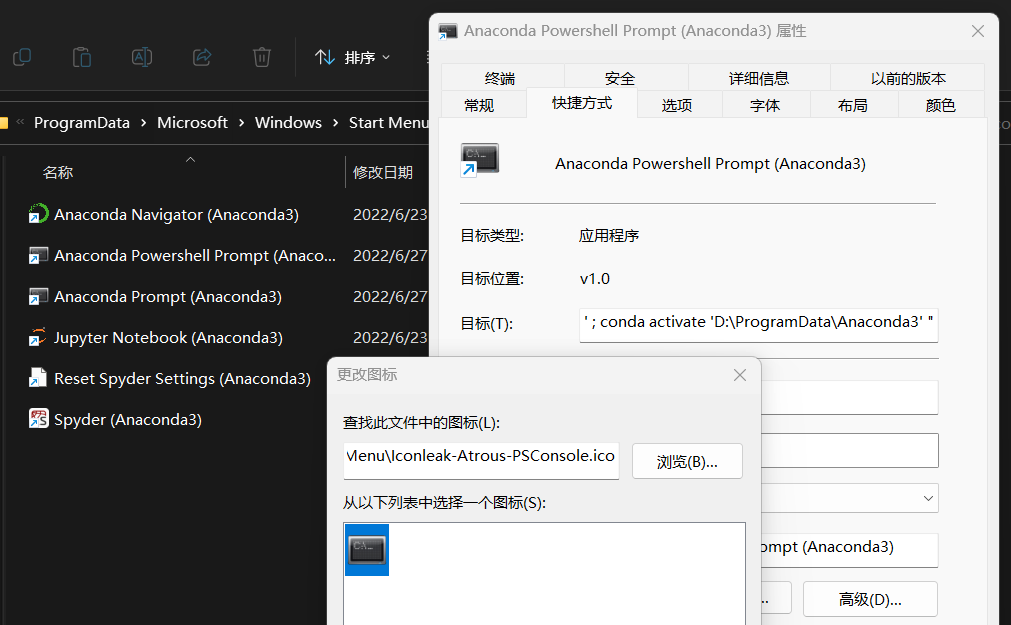 Anaconda Powershell Prompt (Anaconda3) 属性
排序
终端 安全 详细信息 以前的版本
常规 快捷方式 选项 字体 布局 颜色
« ProgramData › Microsoft › Windows › Start Menu
名称 修改日期
Anaconda Navigator (Anaconda3) 2022/6/23
Anaconda Powershell Prompt (Anaco... 2022/6/27
Anaconda Prompt (Anaconda3) 2022/6/27
Jupyter Notebook (Anaconda3) 2022/6/23
Reset Spyder Settings (Anaconda3)
Spyder (Anaconda3)
C:\...
Anaconda Powershell Prompt (Anaconda3)
目标类型: 应用程序
目标位置: v1.0
目标(T): ' ; conda activate 'D:\ProgramData\Anaconda3' "
ompt (Anaconda3)
.. 高级(D)...
更改图标
查找此文件中的图标(L):
Menu\Iconleak-Atrous-PSConsole.ico 浏览(B)...
从以下列表中选择一个图标(S):
C:\...